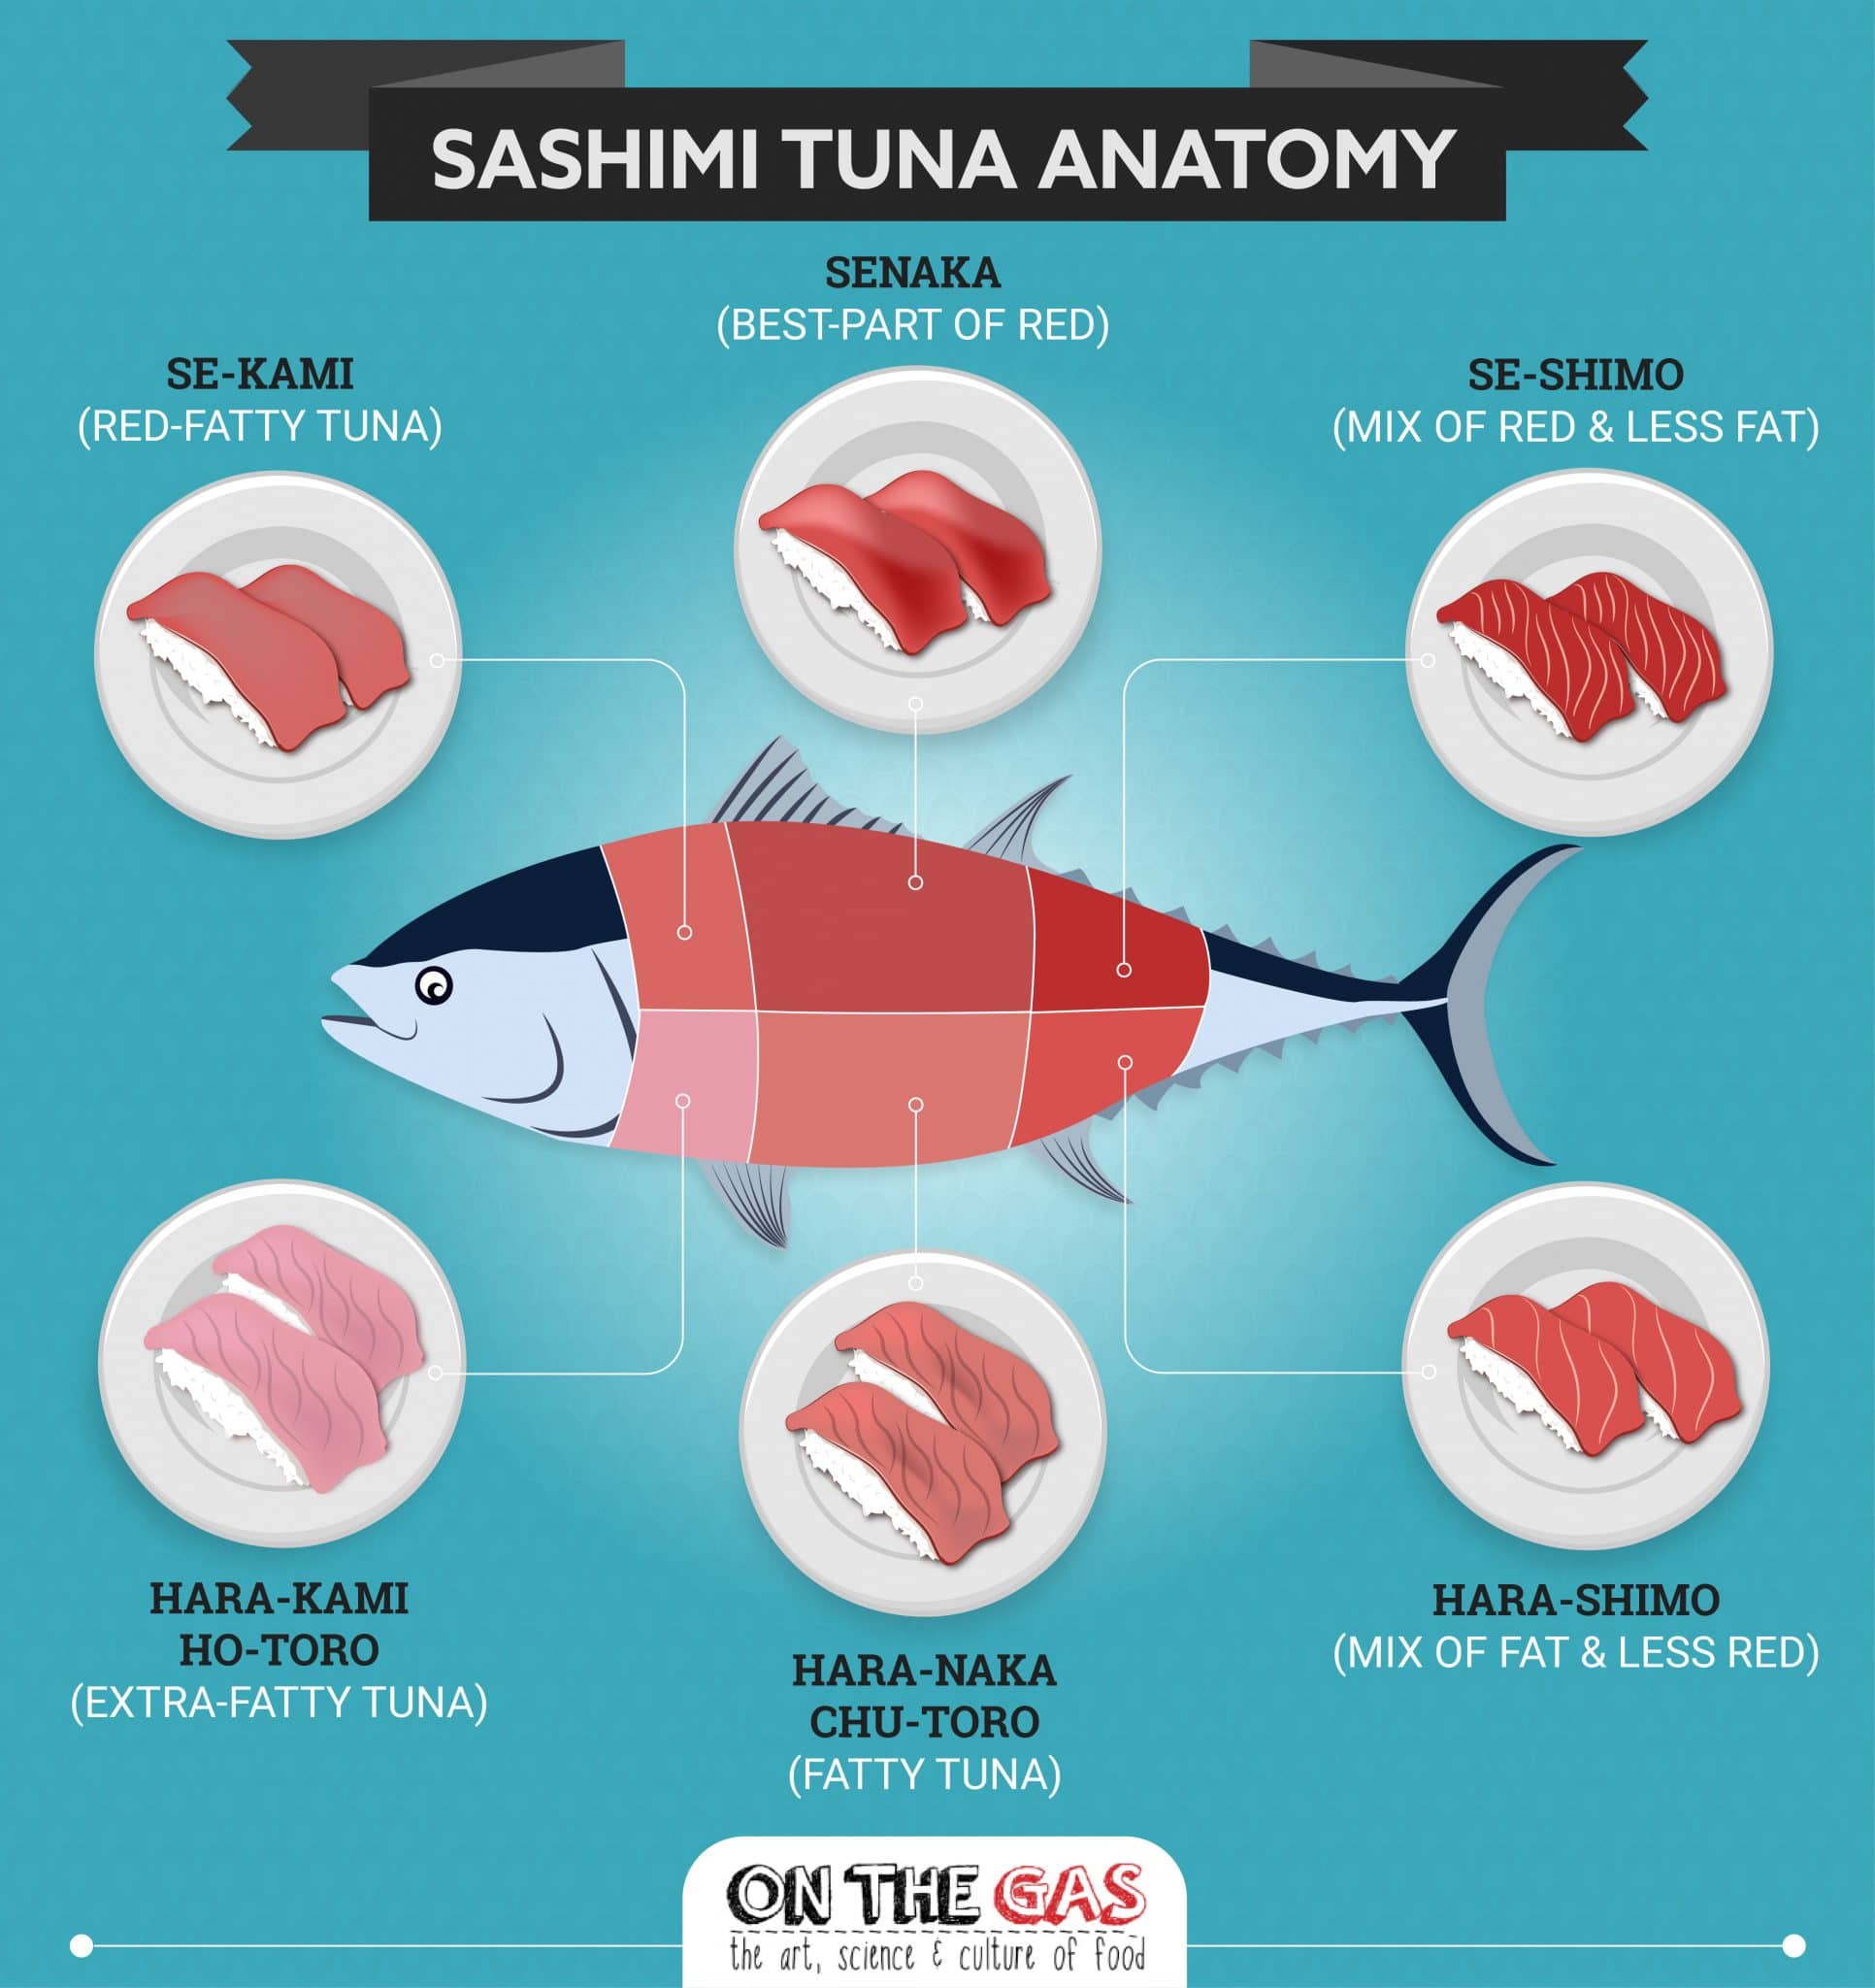 SASHIMI TUNA ANATOMY
SENAKA
(BEST-PART OF RED)
SE-KAMI
(RED-FATTY TUNA)
SE-SHIMO
(MIX OF RED & LESS FAT)
HARA-KAMI
HO-TORO
(EXTRA-FATTY TUNA)
HARA-NAKA
CHU-TORO
(FATTY TUNA)
HARA-SHIMO
(MIX OF FAT & LESS RED)
ON THE GAS
the art, science & culture of food